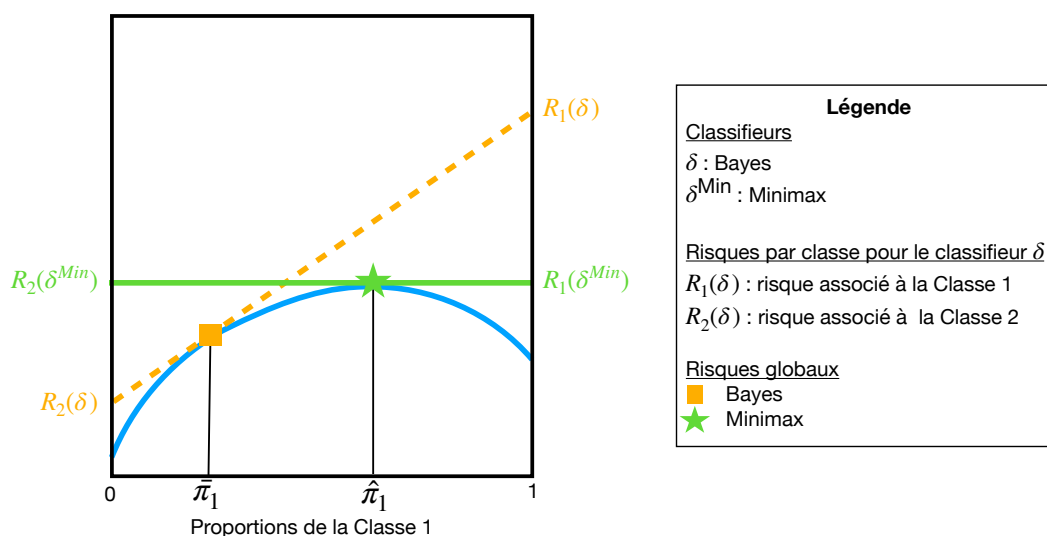 R₁(δ)
R₂(δ^Min)
R₁(δ^Min)
R₂(δ)
0
π̄₁
π̂₁
1
Proportions de la Classe 1
Légende
Classifieurs
δ : Bayes
δ^Min : Minimax
Risques par classe pour le classifieur δ
R₁(δ) : risque associé à la Classe 1
R₂(δ) : risque associé à la Classe 2
Risques globaux
Bayes
Minimax